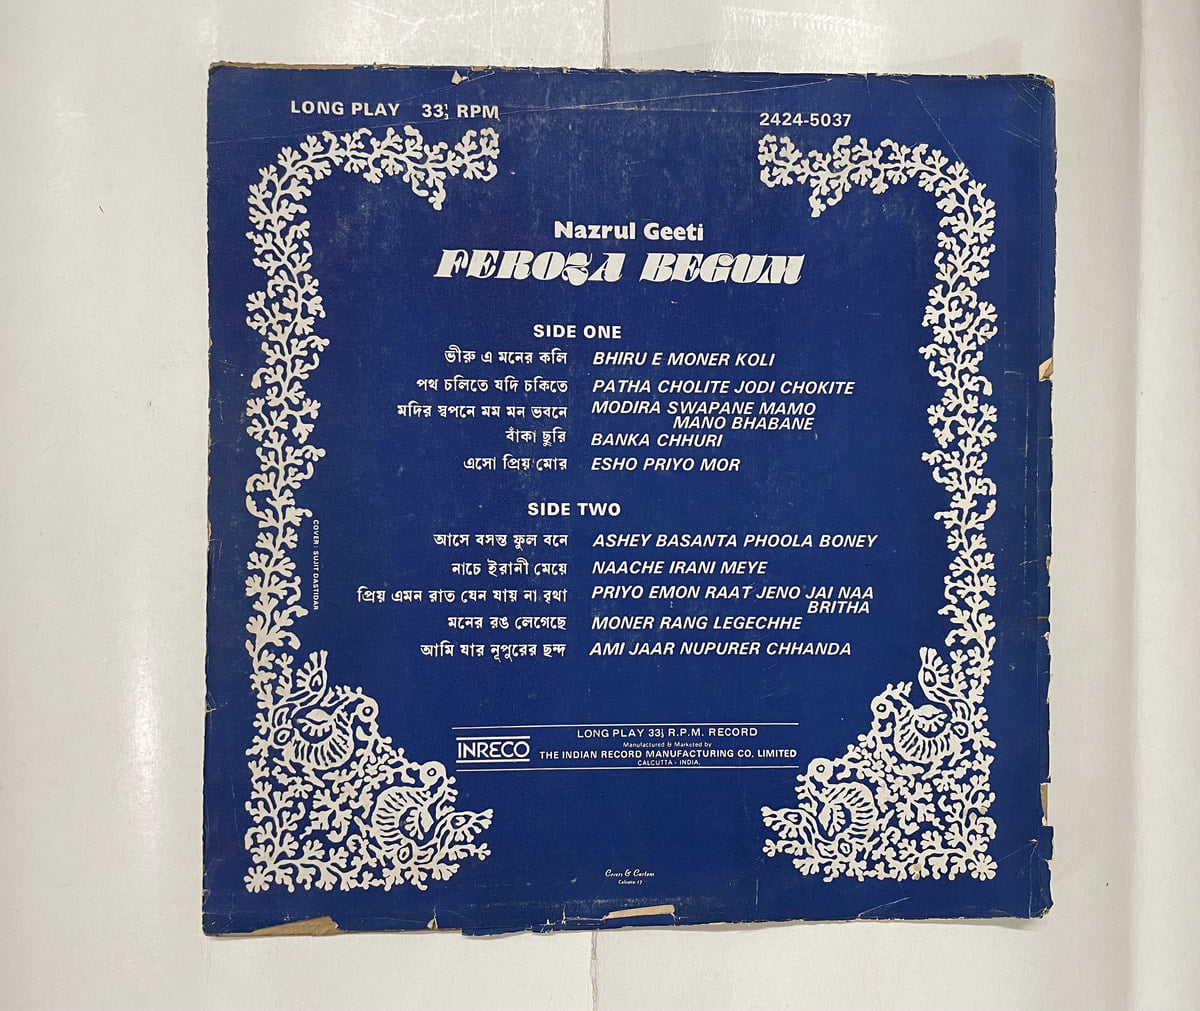 LONG PLAY 33⅓ RPM
2424-5037
Nazrul Geeti
FEROZA BEGUM
SIDE ONE
ভীরু এ মনের কলি BHIRU E MONER KOLI
পথ চলিতে যদি চকিতে PATHA CHOLITE JODI CHOKITE
মদির স্বপনে মম মন ভবনে MODIRA SWAPANE MAMO
MANO BHABANE
বাঁকা ছুরি BANKA CHHURI
এসো প্রিয় মোর ESHO PRIYO MOR
SIDE TWO
আসে বসন্ত ফুল বনে ASHEY BASANTA PHOOLA BONEY
নাচে ইরানী মেয়ে NAACHE IRANI MEYE
প্রিয় এমন রাত যেন যায় না বৃথা PRIYO EMON RAAT JENO JAI NAA
BRITHA
মনের রঙ লেগেছে MONER RANG LEGECHHE
আমি যার নূপুরের ছন্দ AMI JAAR NUPURER CHHANDA
COVER : SUJIT DASTIDAR
INRECO
LONG PLAY 33⅓ R.P.M. RECORD
Manufactured & Marketed by
THE INDIAN RECORD MANUFACTURING CO. LIMITED
CALCUTTA - INDIA.
Covers & Cartons
Calcutta-17